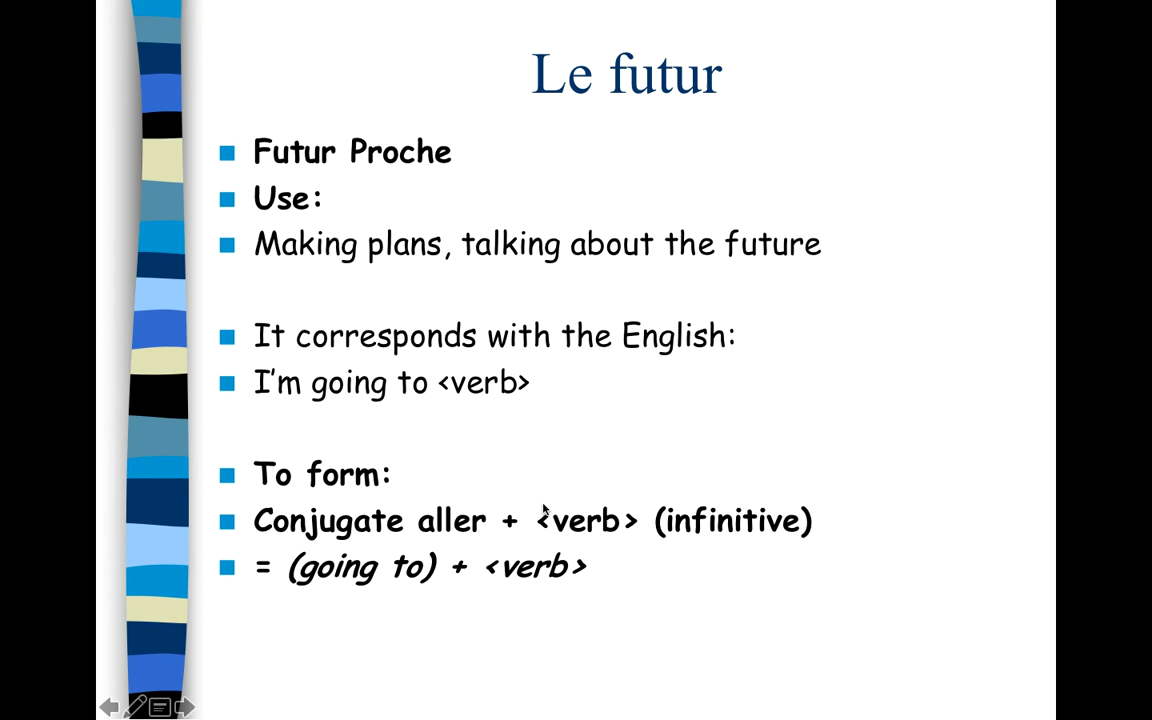 Le futur
Futur Proche
Use:
Making plans, talking about the future
It corresponds with the English:
I'm going to <verb>
To form:
Conjugate aller + <verb> (infinitive)
= (going to) + <verb>